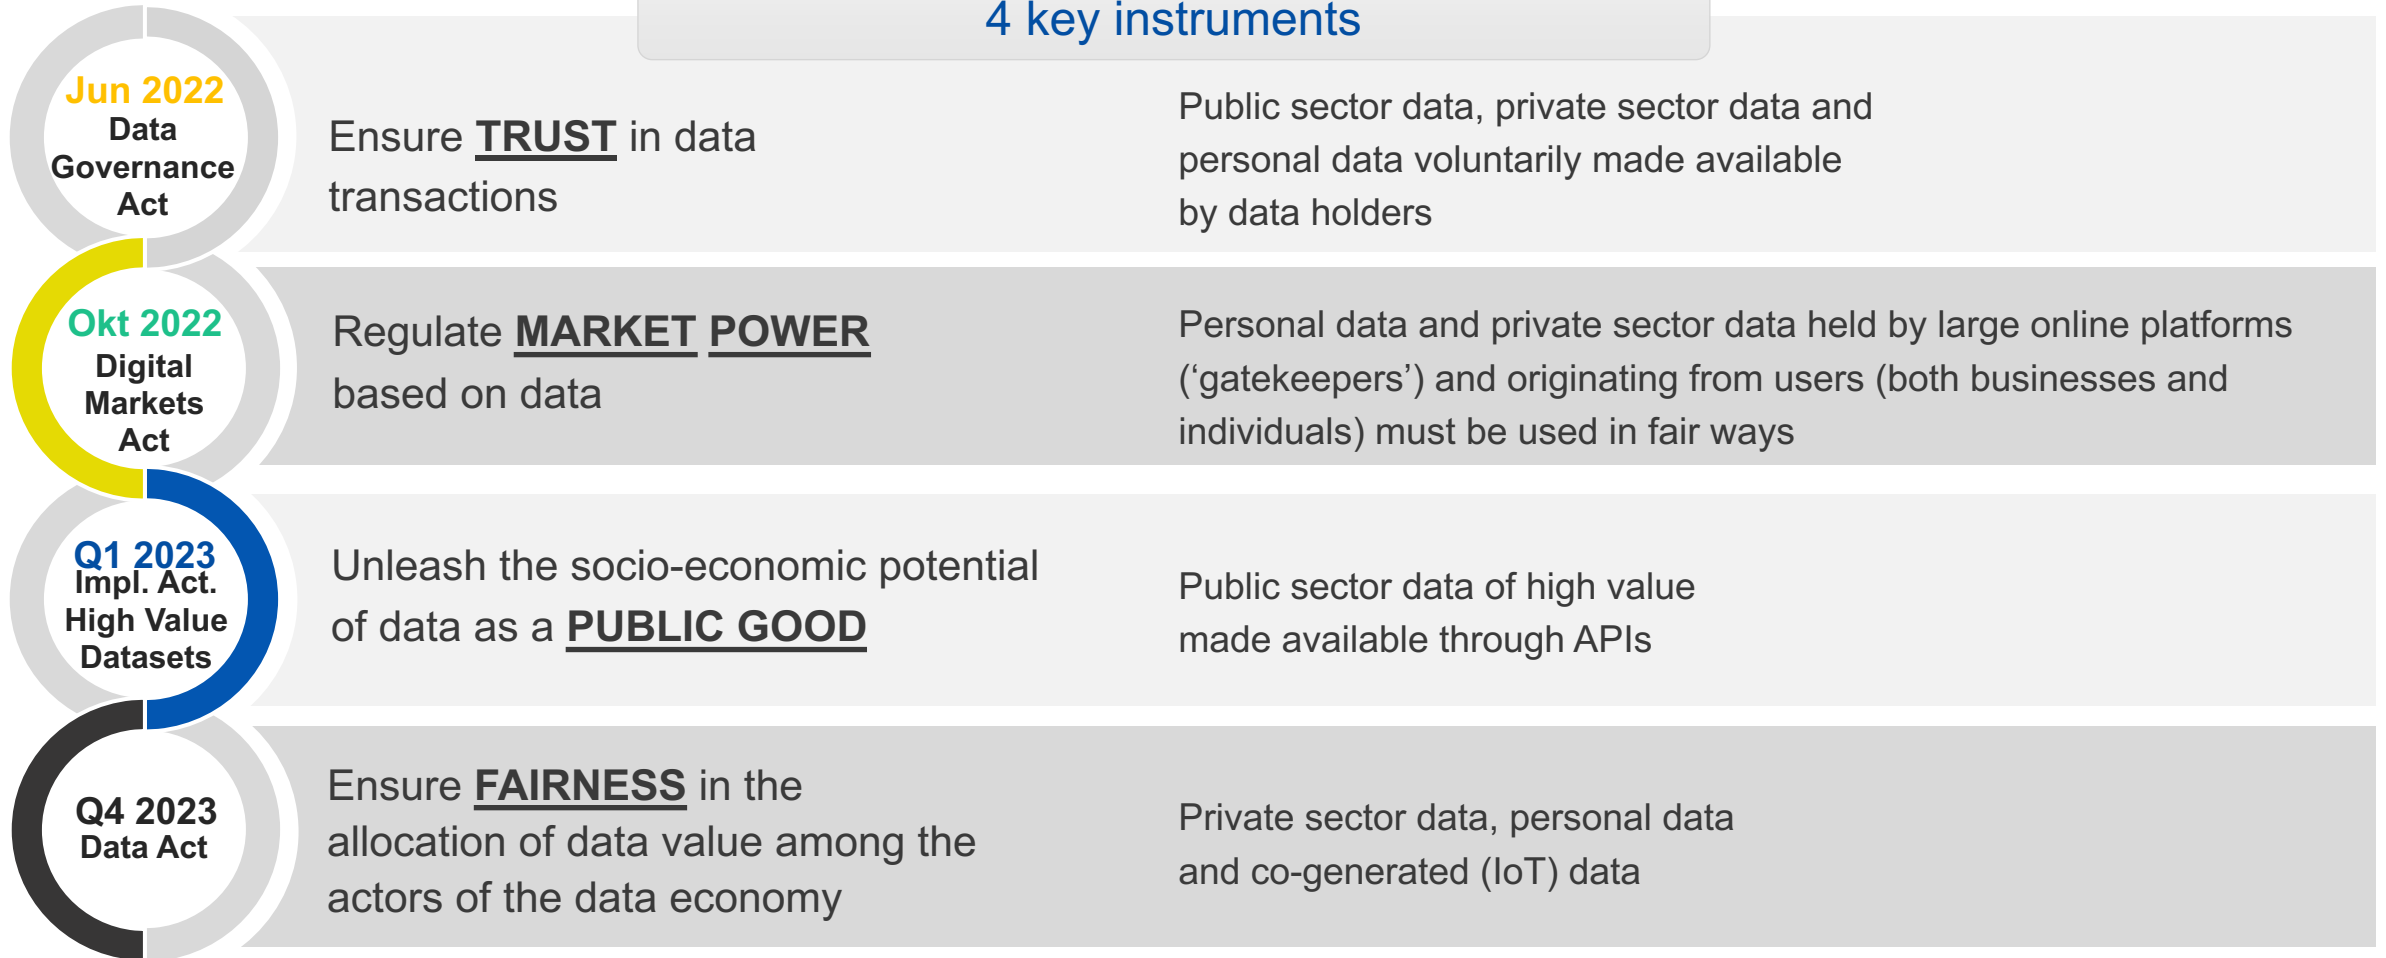 4 key instruments
Jun 2022
Data
Governance
Act
Ensure TRUST in data
transactions
Public sector data, private sector data and
personal data voluntarily made available
by data holders
Okt 2022
Digital
Markets
Act
Regulate MARKET POWER
based on data
Personal data and private sector data held by large online platforms
(‘gatekeepers’) and originating from users (both businesses and
individuals) must be used in fair ways
Q1 2023
Impl. Act.
High Value
Datasets
Unleash the socio-economic potential
of data as a PUBLIC GOOD
Public sector data of high value
made available through APIs
Q4 2023
Data Act
Ensure FAIRNESS in the
allocation of data value among the
actors of the data economy
Private sector data, personal data
and co-generated (IoT) data